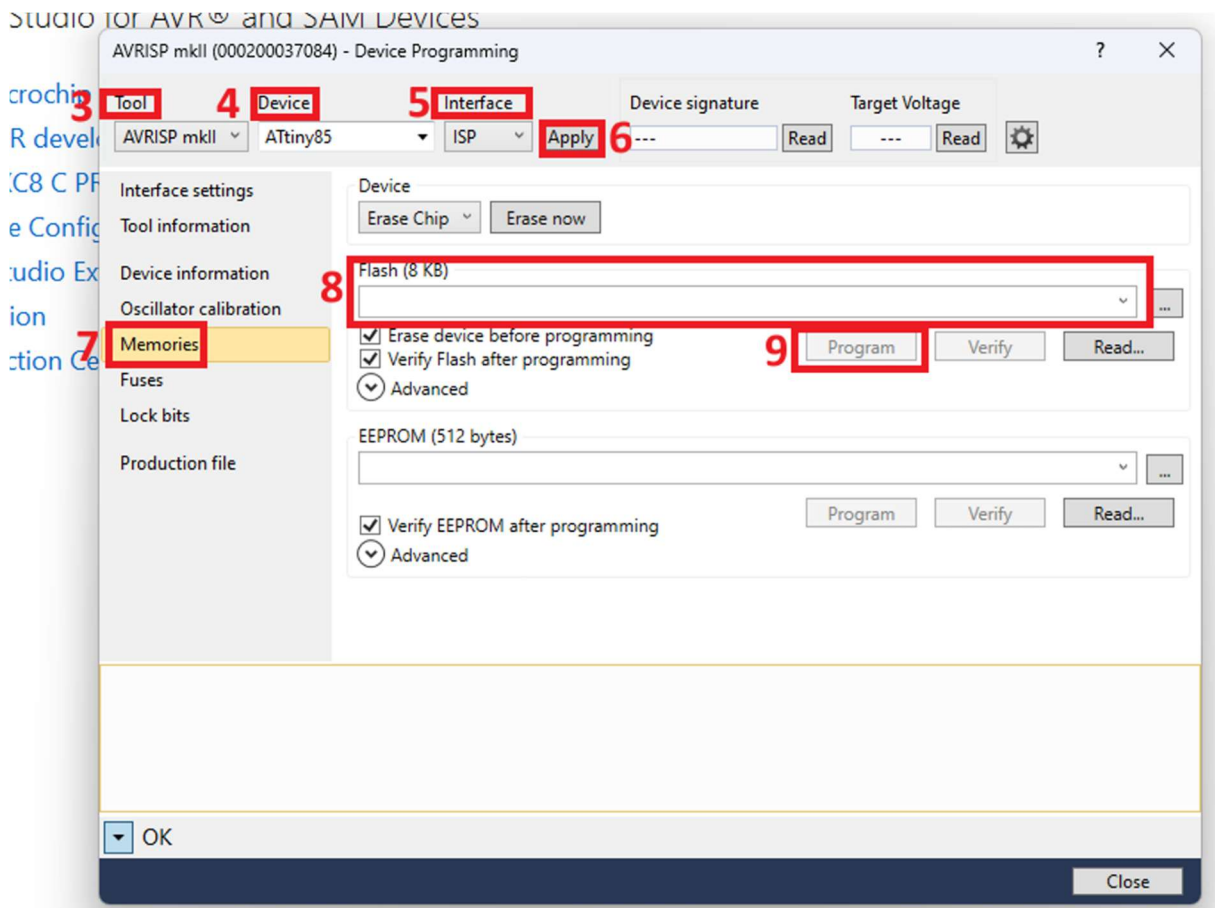 Studio for AVR® and SAM Devices
AVRISP mkII (000200037084) - Device Programming ? ×
crochip
R devel
XC8 C PR
e Config
tudio Ex
ion
ction Ce
3 Tool 4 Device 5 Interface Device signature Target Voltage
AVRISP mkII ATtiny85 ISP Apply 6 --- Read --- Read
Interface settings
Tool information
Device information
Oscillator calibration
7 Memories
Fuses
Lock bits
Production file
Device
Erase Chip Erase now
8 Flash (8 KB)
...
Erase device before programming
Verify Flash after programming
9 Program Verify Read...
Advanced
EEPROM (512 bytes)
...
Program Verify Read...
Verify EEPROM after programming
Advanced
OK
Close